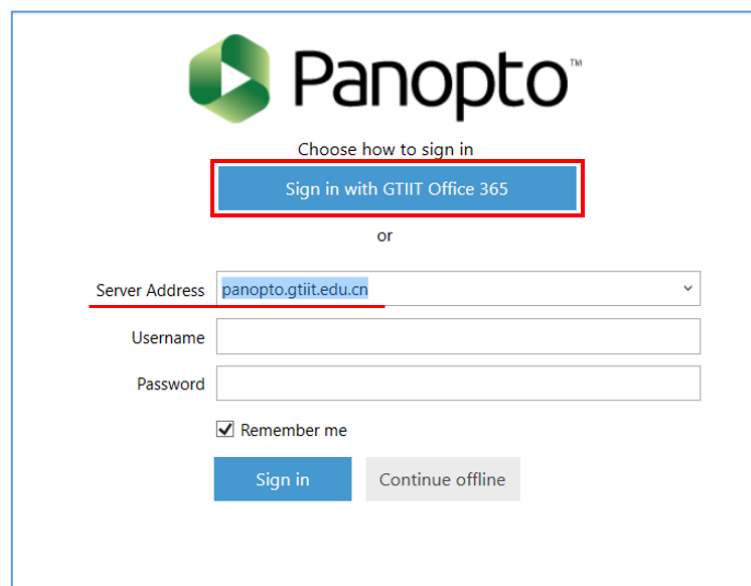 Panopto™
Choose how to sign in
Sign in with GTIIT Office 365
or
Server Address panopto.gtiit.edu.cn
Username
Password
Remember me
Sign in Continue offline